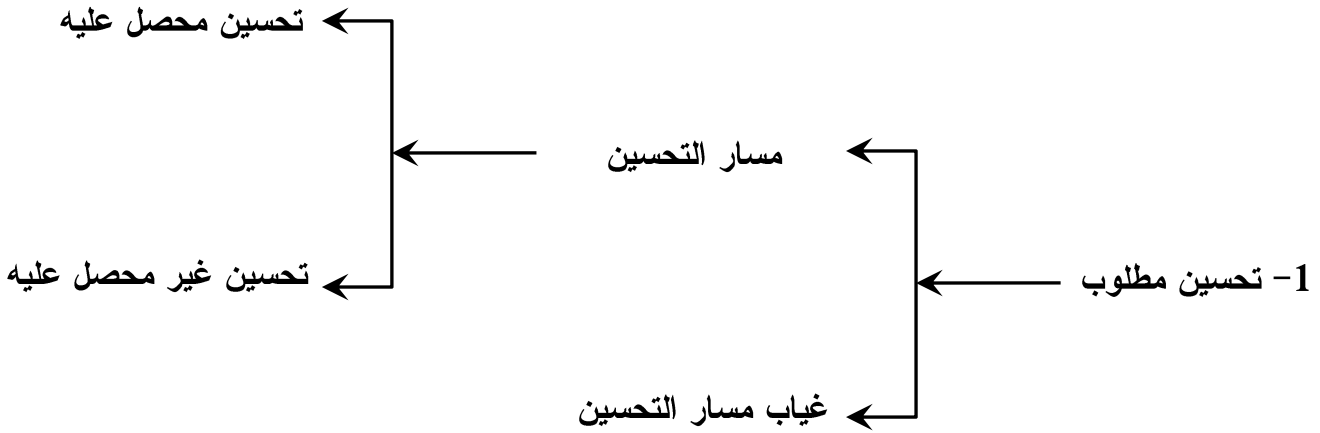 تحسين محصل عليه
مسار التحسين
1- تحسين مطلوب
تحسين غير محصل عليه
غياب مسار التحسين